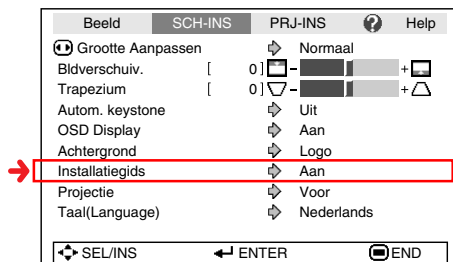 Beeld SCH-INS PRJ-INS ? Help
Grootte Aanpassen Normaal
Bldverschuiv. [ 0] - +
Trapezium [ 0] - +
Autom. keystone Uit
OSD Display Aan
Achtergrond Logo
Installatiegids Aan
Projectie Voor
Taal(Language) Nederlands
SEL/INS ENTER END